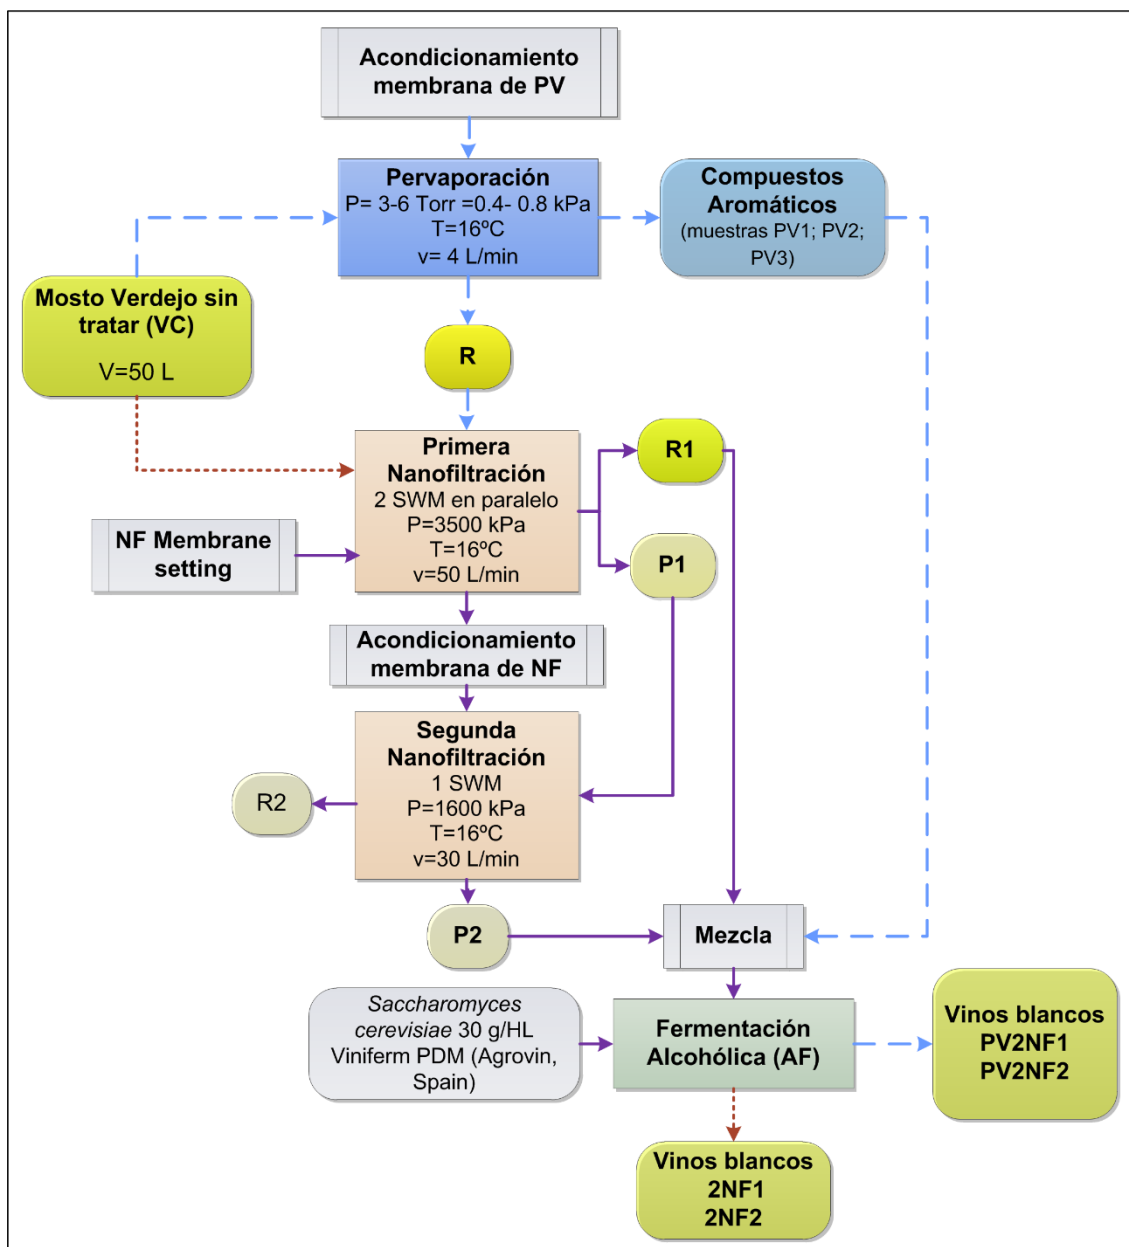 Acondicionamiento
membrana de PV
Pervaporación
P= 3-6 Torr =0.4- 0.8 kPa
T=16ºC
v= 4 L/min
Compuestos
Aromáticos
(muestras PV1; PV2;
PV3)
Mosto Verdejo sin
tratar (VC)
V=50 L
R
Primera
Nanofiltración
2 SWM en paralelo
P=3500 kPa
T=16ºC
v=50 L/min
R1
NF Membrane
setting
P1
Acondicionamiento
membrana de NF
Segunda
Nanofiltración
1 SWM
P=1600 kPa
T=16ºC
v=30 L/min
R2
P2
Mezcla
Saccharomyces
cerevisiae 30 g/HL
Viniferm PDM (Agrovin,
Spain)
Fermentación
Alcohólica (AF)
Vinos blancos
PV2NF1
PV2NF2
Vinos blancos
2NF1
2NF2